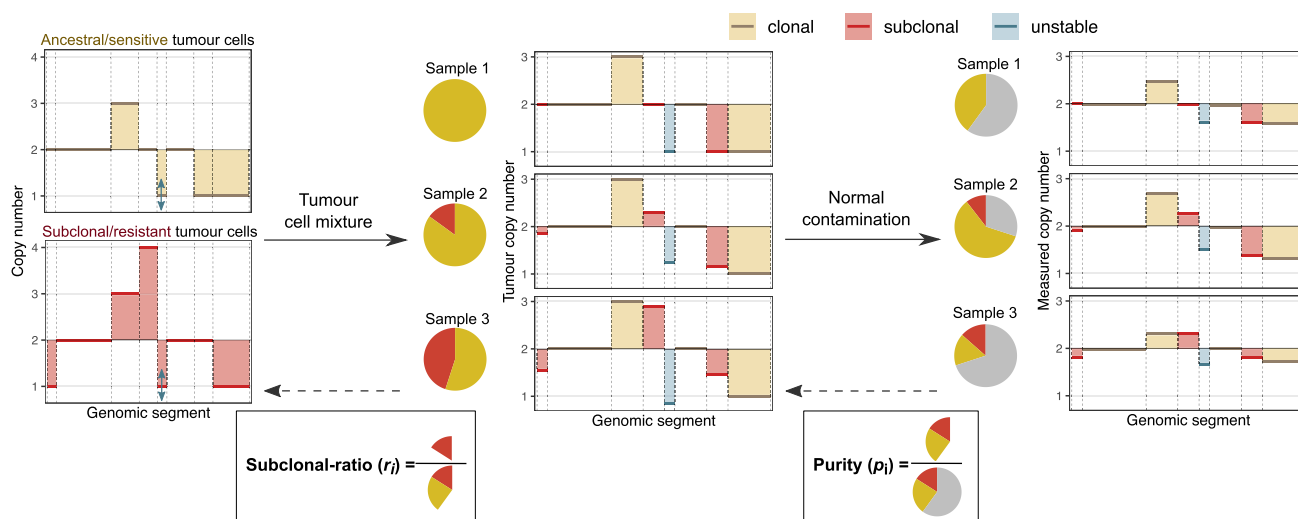 clonal
subclonal
unstable
Ancestral/sensitive tumour cells
4
3
2
1
Subclonal/resistant tumour cells
4
3
2
1
Copy number
Genomic segment
Tumour
cell mixture
Sample 1
Sample 2
Sample 3
3
2
1
3
2
1
3
2
1
Tumour copy number
Genomic segment
Normal
contamination
Sample 1
Sample 2
Sample 3
3
2
1
3
2
1
3
2
1
Measured copy number
Genomic segment
Subclonal-ratio (ri) =
Purity (pi) =